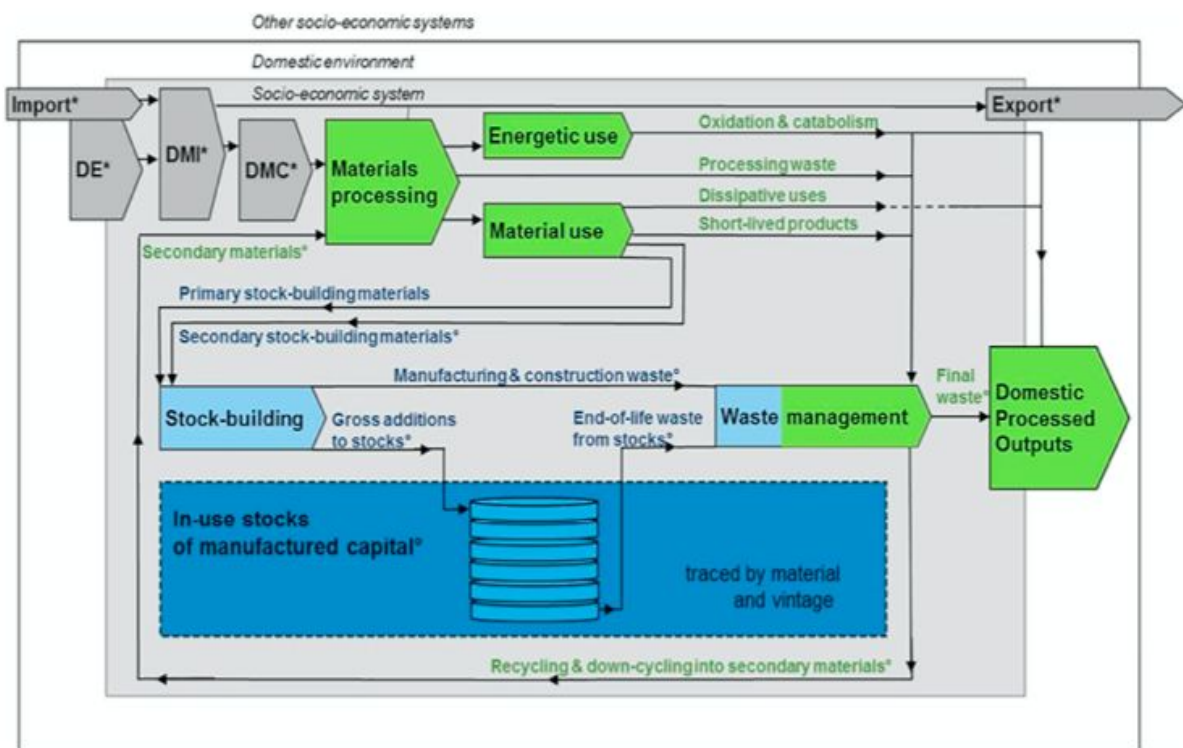 Other socio-economic systems
Domestic environment
Socio-economic system
Import*
DE*
DMI*
DMC*
Materials
processing
Energetic use
Material use
Oxidation & catabolism
Processing waste
Dissipative uses
Short-lived products
Export*
Secondary materials°
Primary stock-building materials
Secondary stock-building materials°
Manufacturing & construction waste°
Stock-building
Gross additions
to stocks°
End-of-life waste
from stocks°
Waste management
Final
waste°
Domestic
Processed
Outputs
In-use stocks
of manufactured capital°
traced by material
and vintage
Recycling & down-cycling into secondary materials°